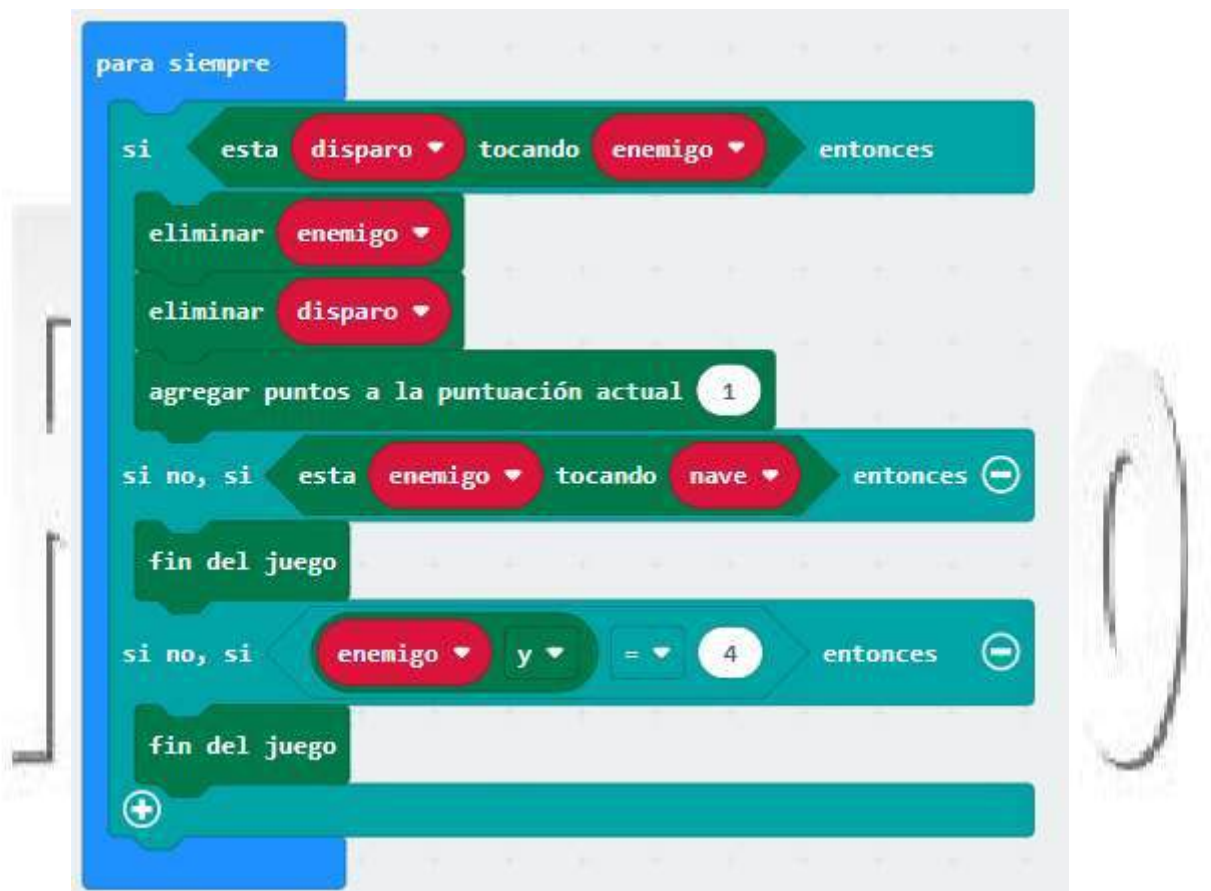 para siempre
si esta disparo tocando enemigo entonces
eliminar enemigo
eliminar disparo
agregar puntos a la puntuación actual 1
si no, si esta enemigo tocando nave entonces
fin del juego
si no, si enemigo y = 4 entonces
fin del juego